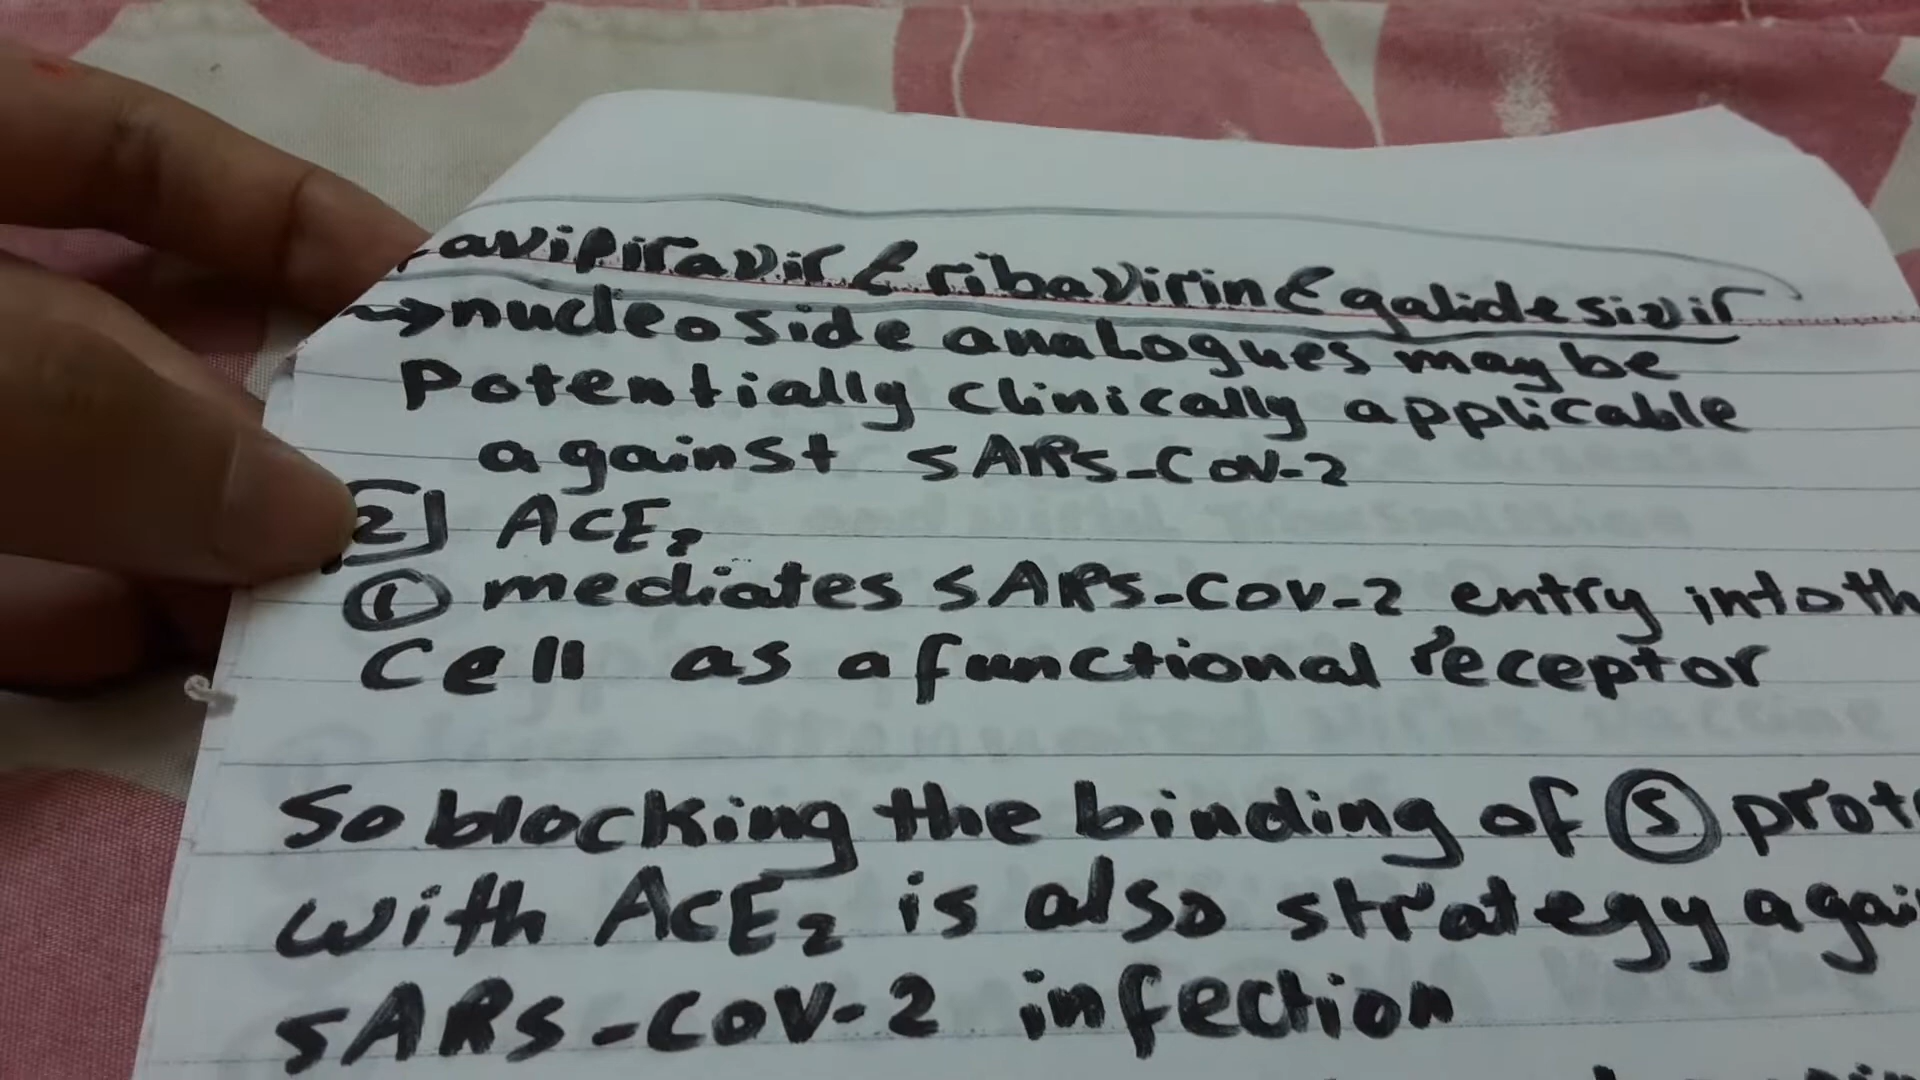 avipiravir & ribavirin & galidesivir
→nucleoside analogues may be
Potentially clinically applicable
against SARS-CoV-2
2] ACE2
① mediates SARS-CoV-2 entry into th
Cell as a functional receptor
So blocking the binding of Ⓢ prot
with ACE2 is also strategy agai
SARS-CoV-2 infection